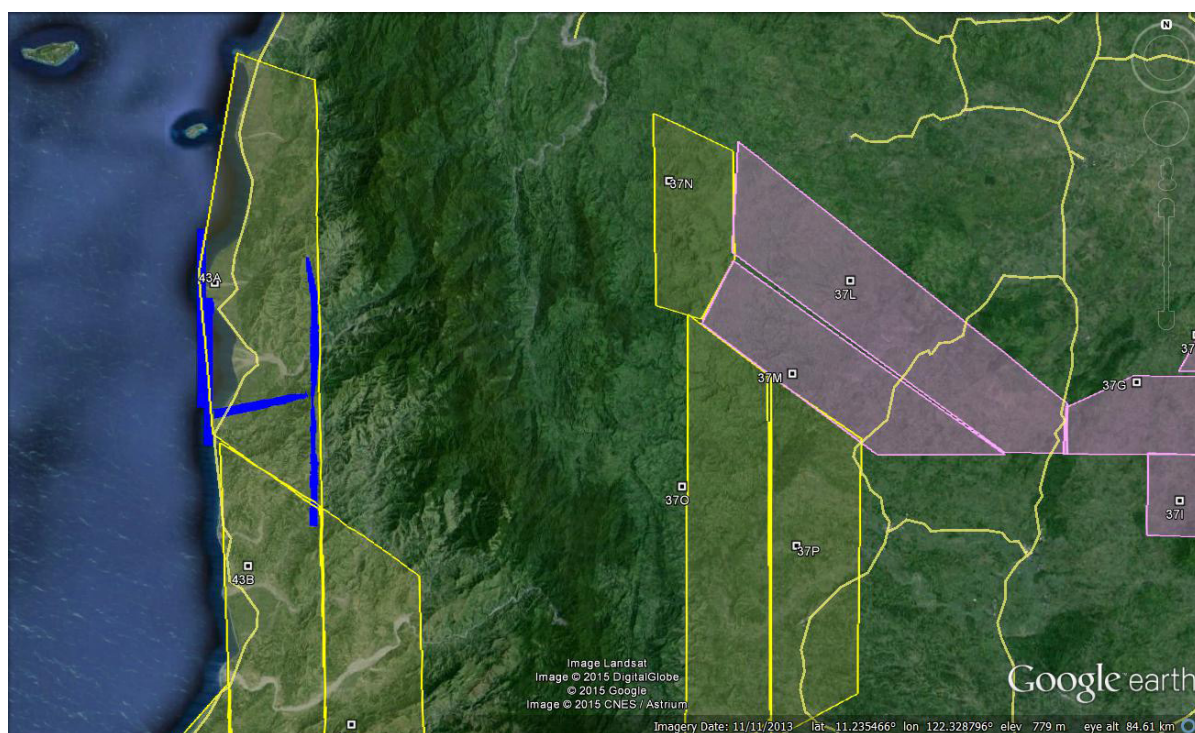 N
37N
43A
37L
37
37M
37G
37O
37I
37P
43B
Image Landsat
Image © 2015 DigitalGlobe
© 2015 Google
Image © 2015 CNES / Astrium
Google earth
Imagery Date: 11/11/2013 lat 11.235466° lon 122.328796° elev 779 m eye alt 84.61 km